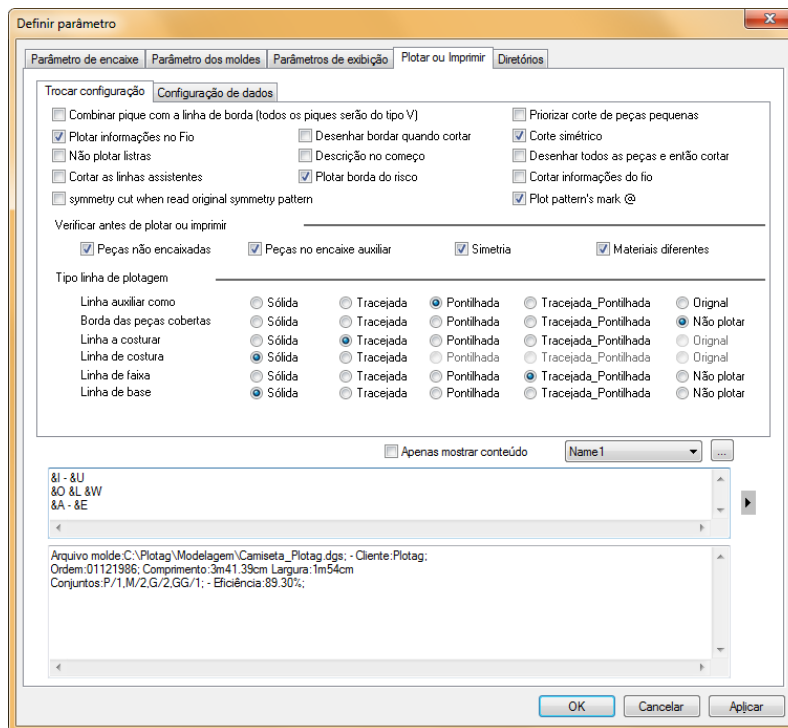 Definir parâmetro
Parâmetro de encaixe Parâmetro dos moldes Parâmetros de exibição Plotar ou Imprimir Diretórios
Trocar configuração Configuração de dados
Combinar pique com a linha de borda (todos os piques serão do tipo V) Priorizar corte de peças pequenas
Plotar informações no Fio Desenhar bordar quando cortar Corte simétrico
Não plotar listras Descrição no começo Desenhar todos as peças e então cortar
Cortar as linhas assistentes Plotar borda do risco Cortar informações do fio
symmetry cut when read original symmetry pattern Plot pattern's mark @
Verificar antes de plotar ou imprimir
Peças não encaixadas Peças no encaixe auxiliar Simetria Materiais diferentes
Tipo linha de plotagem
Linha auxiliar como Sólida Tracejada Pontilhada Tracejada_Pontilhada Orignal
Borda das peças cobertas Sólida Tracejada Pontilhada Tracejada_Pontilhada Não plotar
Linha a costurar Sólida Tracejada Pontilhada Tracejada_Pontilhada Orignal
Linha de costura Sólida Tracejada Pontilhada Tracejada_Pontilhada Orignal
Linha de faixa Sólida Tracejada Pontilhada Tracejada_Pontilhada Não plotar
Linha de base Sólida Tracejada Pontilhada Tracejada_Pontilhada Não plotar
Apenas mostrar conteúdo Name1 ...
&I - &U
&O &L &W
&A - &E
Arquivo molde:C:\Plotag\Modelagem\Camiseta_Plotag.dgs; - Cliente:Plotag;
Ordem:01121986; Comprimento:3m41.39cm Largura:1m54cm
Conjuntos:P/1,M/2,G/2,GG/1; - Eficiência:89.30%;
OK Cancelar Aplicar